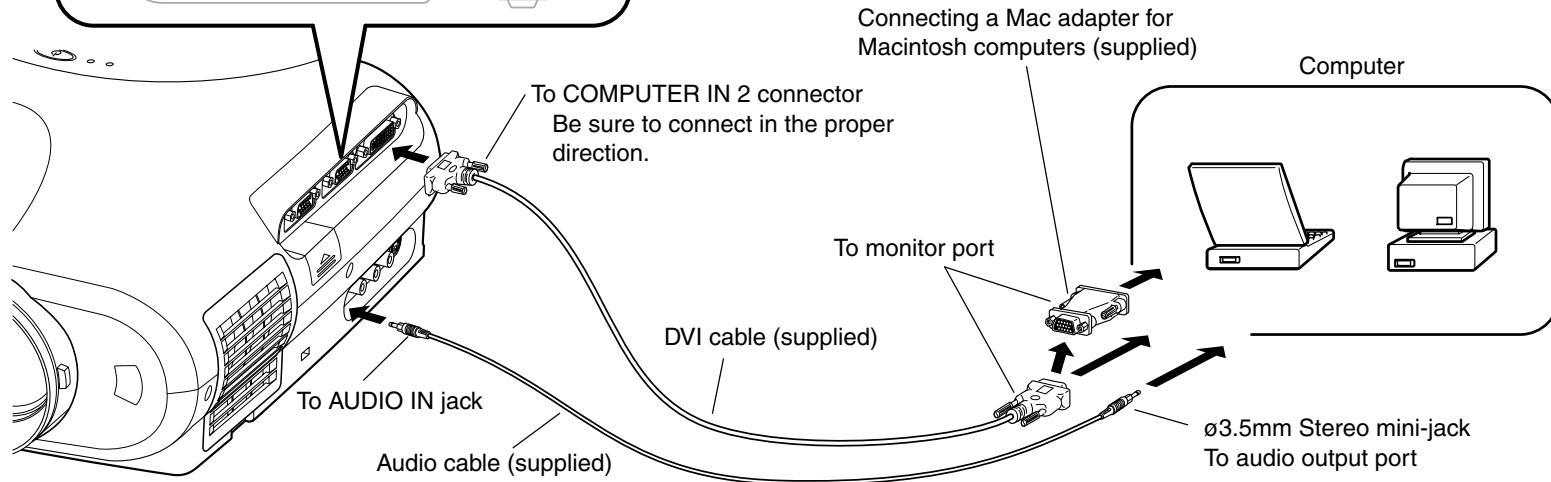 Connecting a Mac adapter for
Macintosh computers (supplied)
Computer
To COMPUTER IN 2 connector
Be sure to connect in the proper
direction.
To monitor port
DVI cable (supplied)
To AUDIO IN jack
Audio cable (supplied)
ø3.5mm Stereo mini-jack
To audio output port